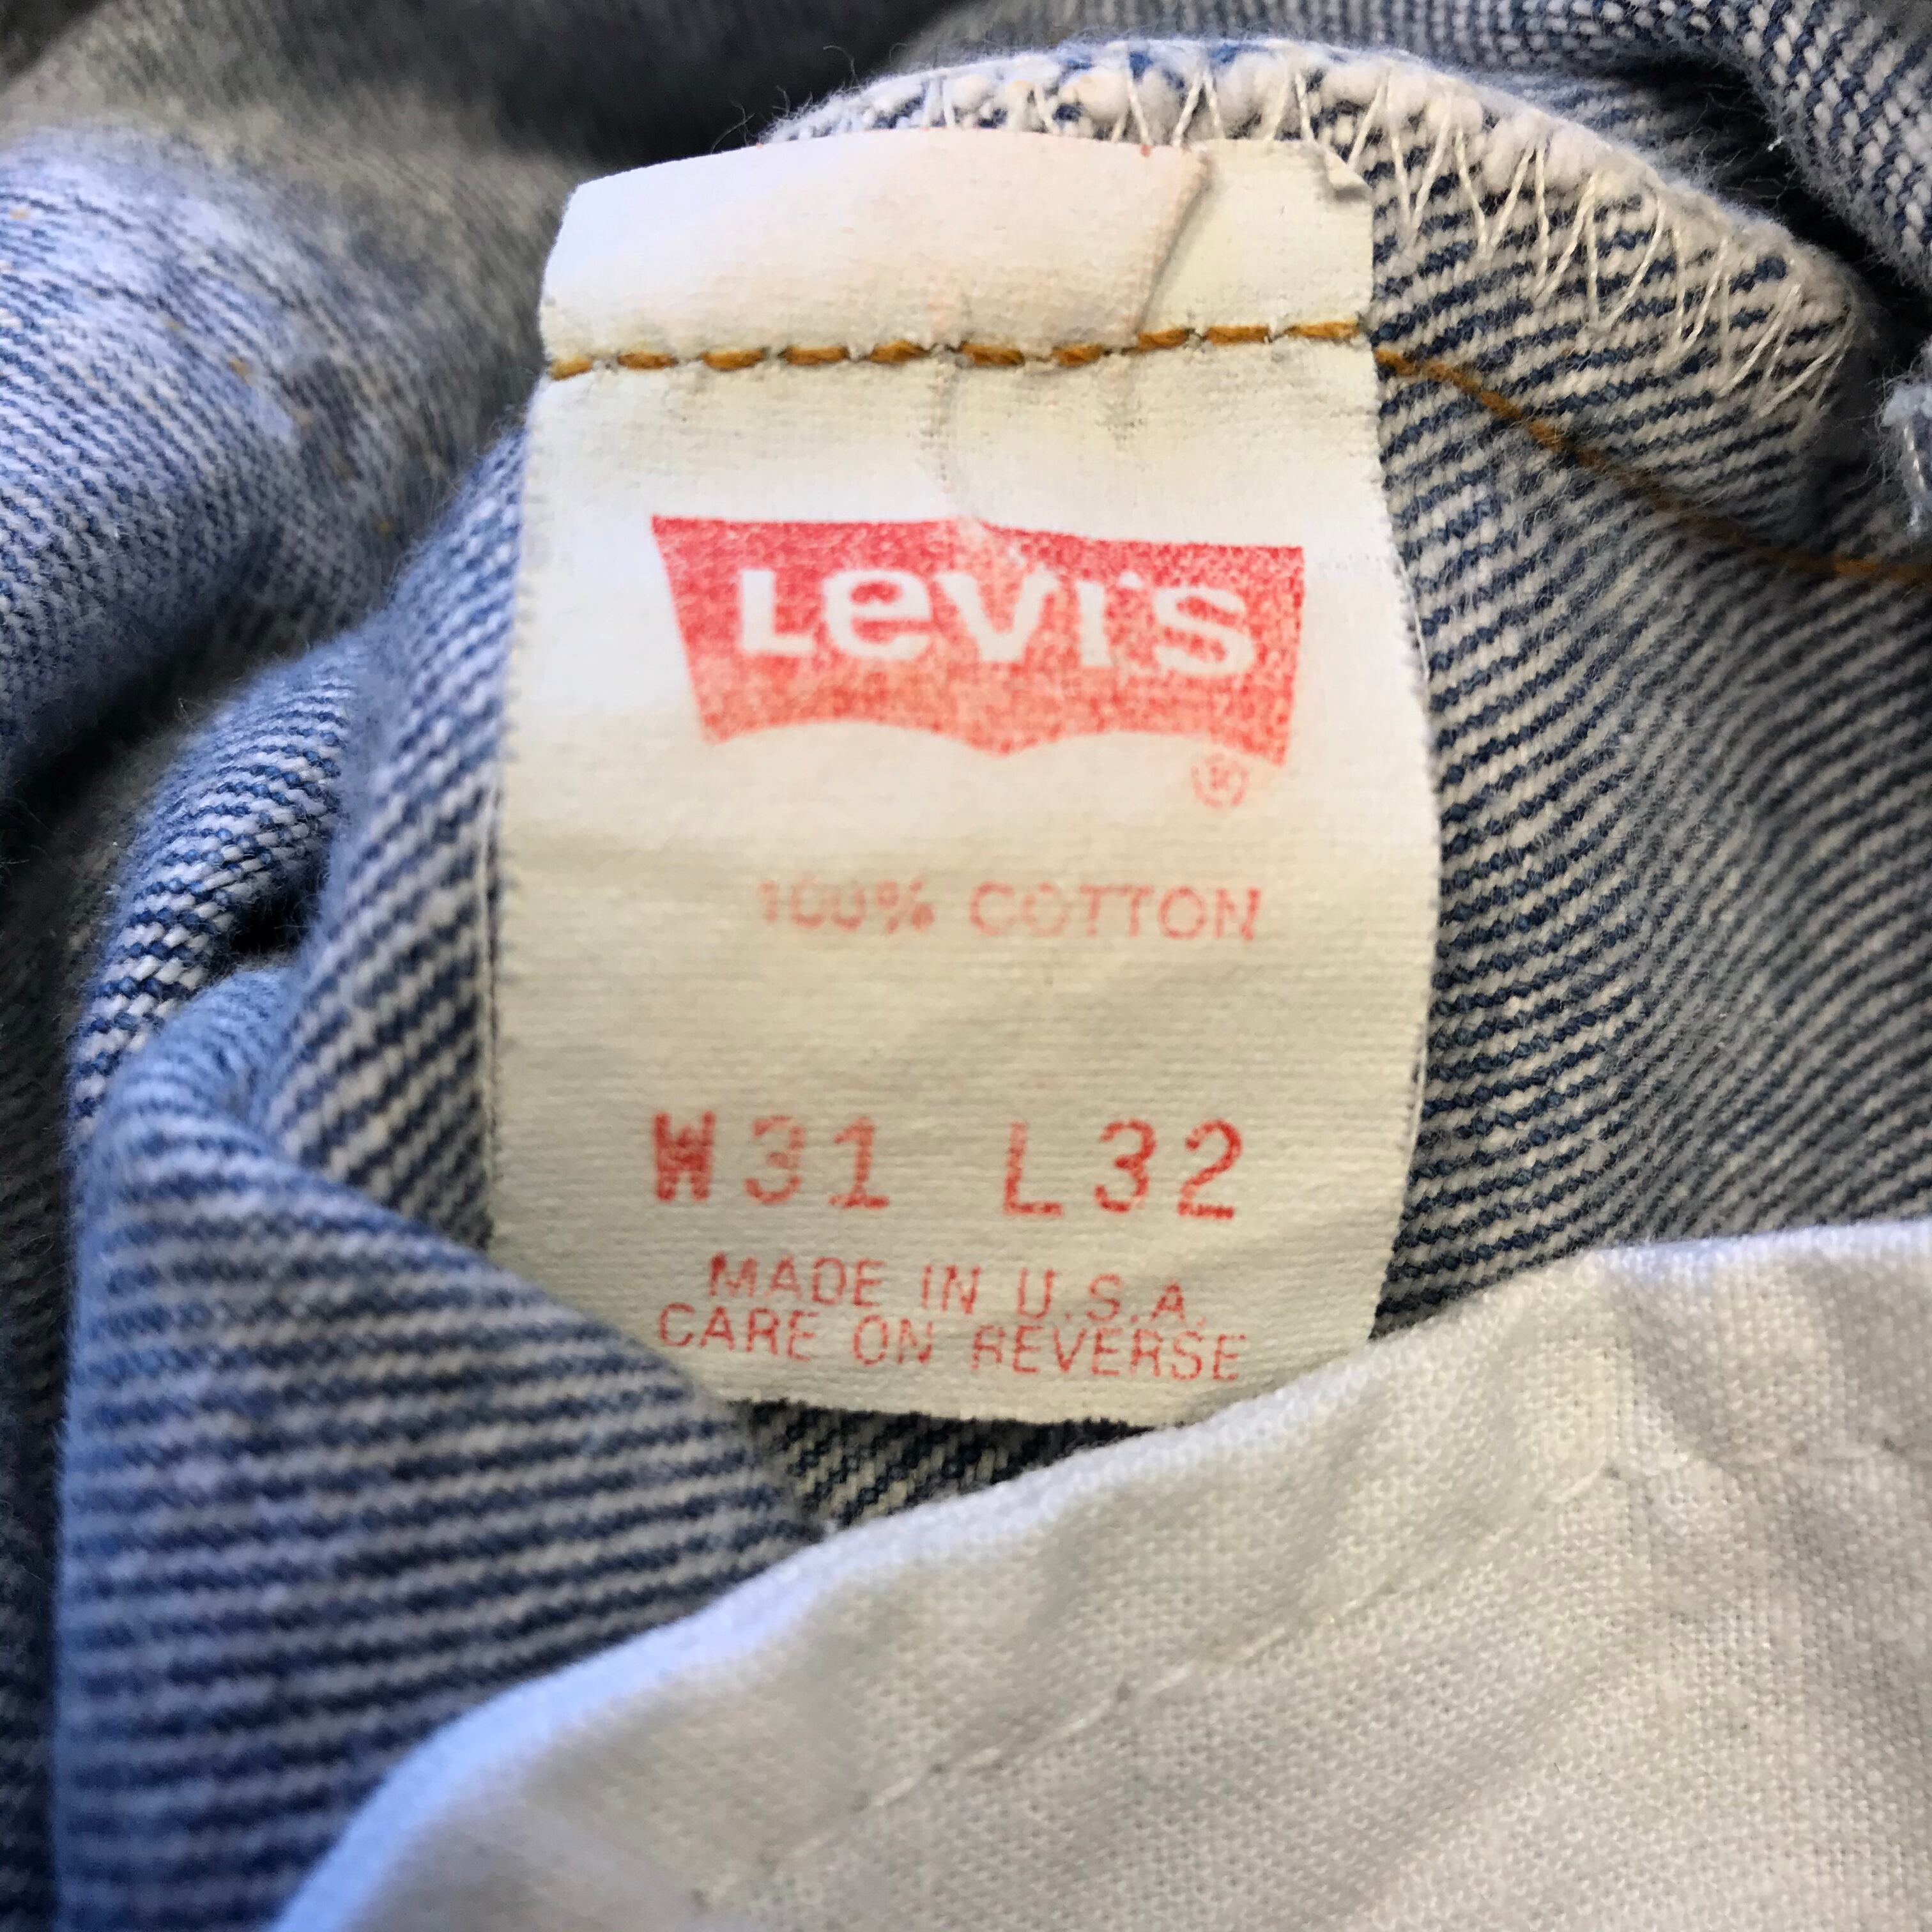 Levi's
®
100% COTTON
W31 L32
MADE IN U.S.A.
CARE ON REVERSE